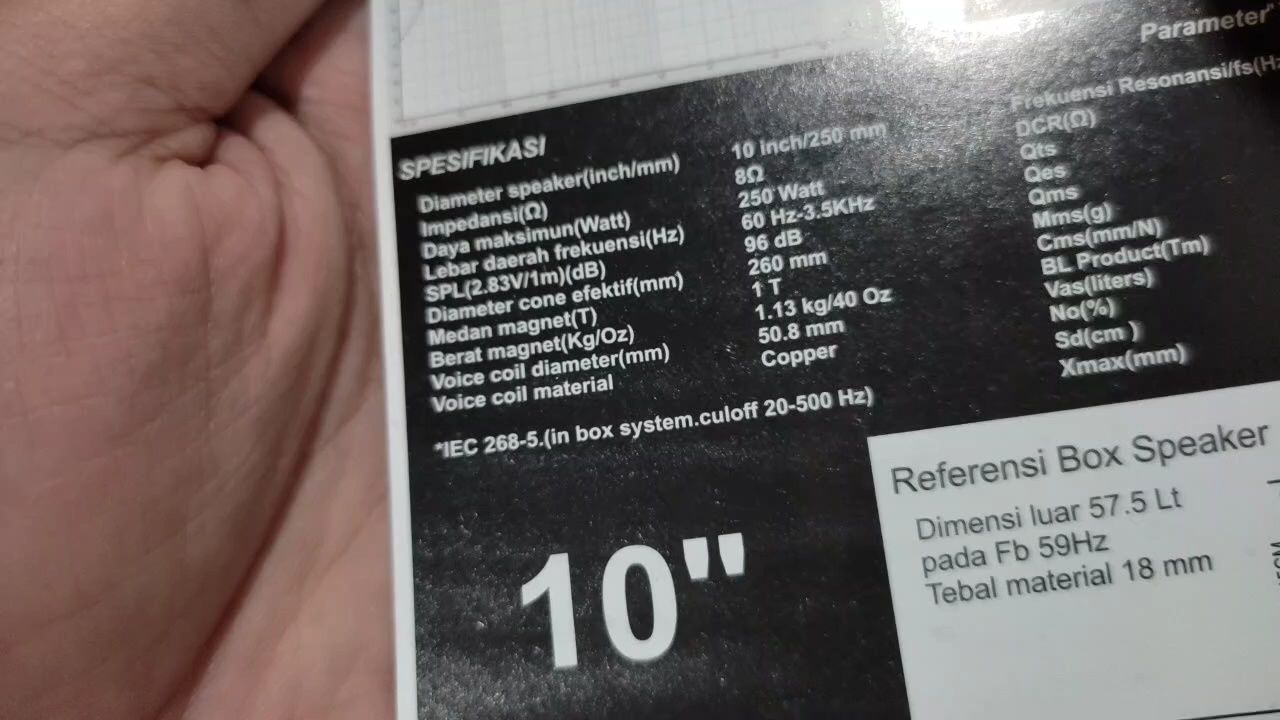 SPESIFIKASI
Diameter speaker(inch/mm) 10 inch/250 mm
Impedansi(Ω) 8Ω
Daya maksimun(Watt) 250 Watt
Lebar daerah frekuensi(Hz) 60 Hz-3.5KHz
SPL(2.83V/1m)(dB) 96 dB
Diameter cone efektif(mm) 260 mm
Medan magnet(T) 1 T
Berat magnet(Kg/Oz) 1.13 kg/40 Oz
Voice coil diameter(mm) 50.8 mm
Voice coil material Copper
*IEC 268-5.(in box system.culoff 20-500 Hz)
10"
Parameter*
Frekuensi Resonansi/fs(Hz
DCR(Ω)
Qts
Qes
Qms
Mms(g)
Cms(mm/N)
BL Product(Tm)
Vas(liters)
No(%)
Sd(cm )
Xmax(mm)
Referensi Box Speaker
Dimensi luar 57.5 Lt
pada Fb 59Hz
Tebal material 18 mm